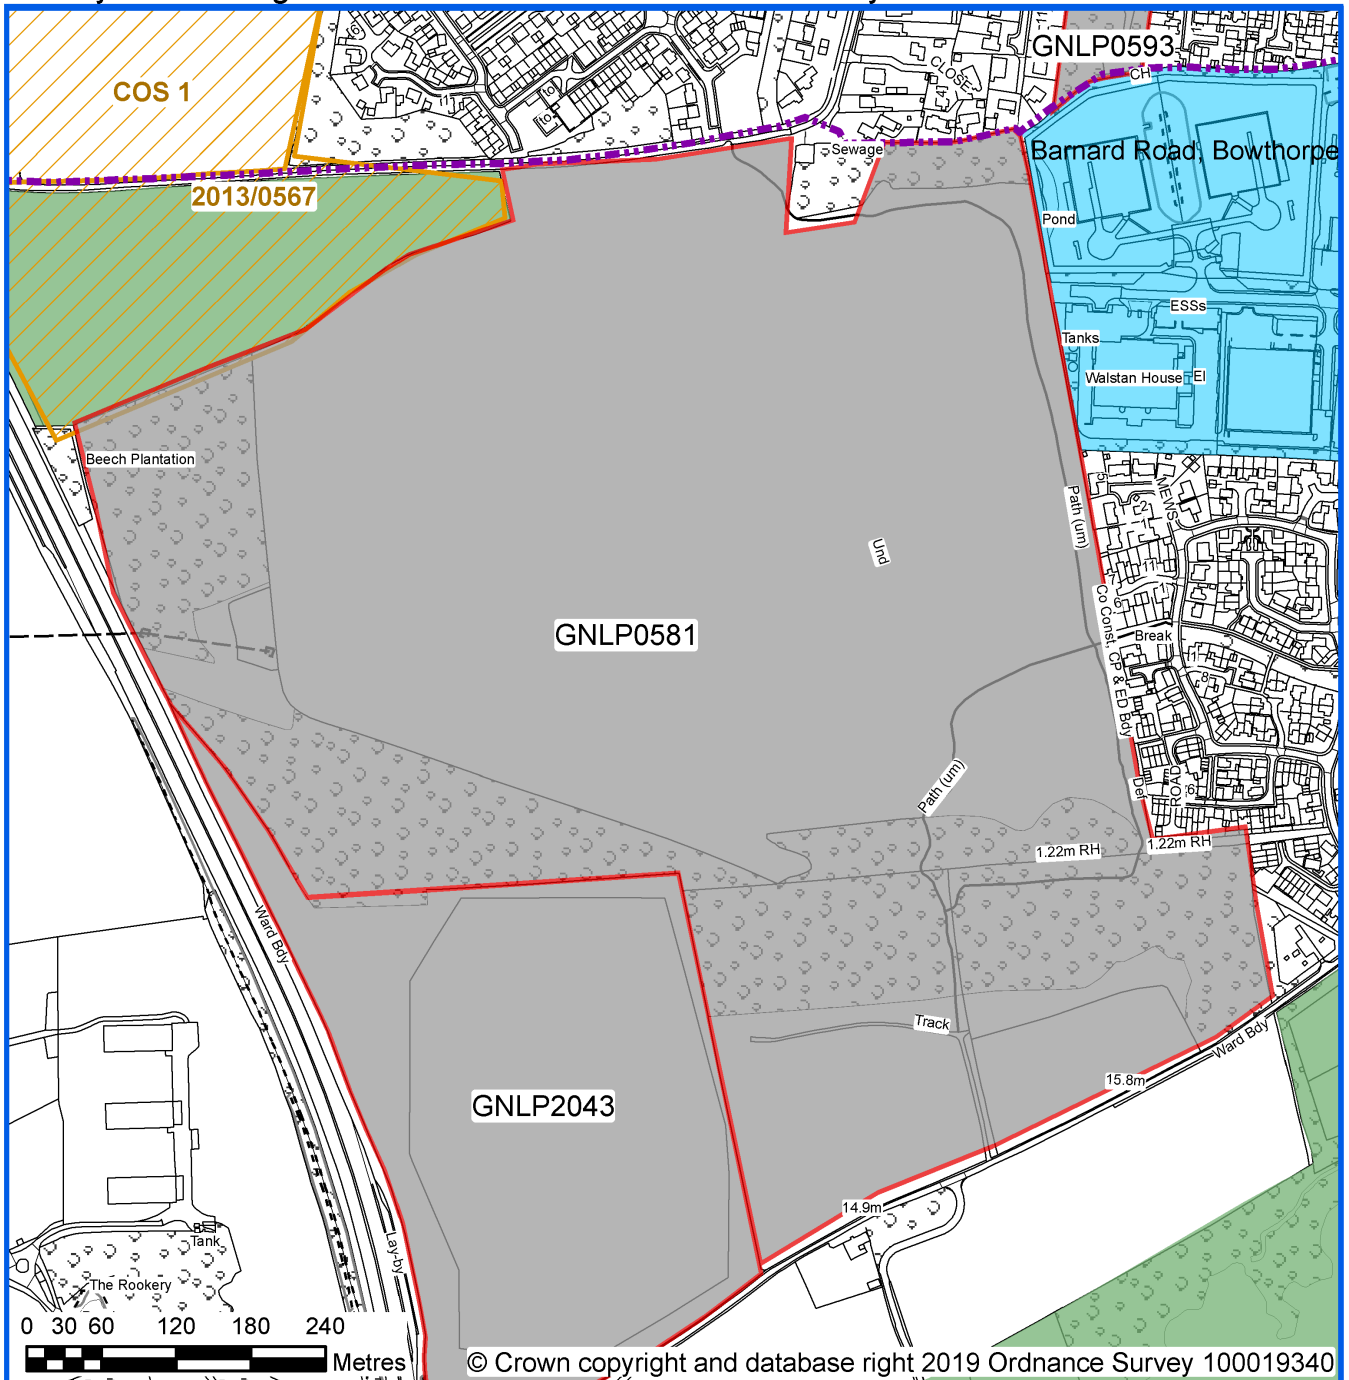 GNLP0593
COS 1
CLOSE
CH
Sewage
Barnard Road, Bowthorpe
2013/0567
Pond
ESSs
Tanks
Walstan House
El
Beech Plantation
MEWS
Path (um)
Und
GNLP0581
Co Const, CP & ED Bdy
Break
Path (um)
Def
ROAD
1.22m RH
1.22m RH
Ward Bdy
Track
Ward Bdy
15.8m
GNLP2043
14.9m
Tank
Lay-by
The Rookery
0 30 60 120 180 240
Metres
© Crown copyright and database right 2019 Ordnance Survey 100019340